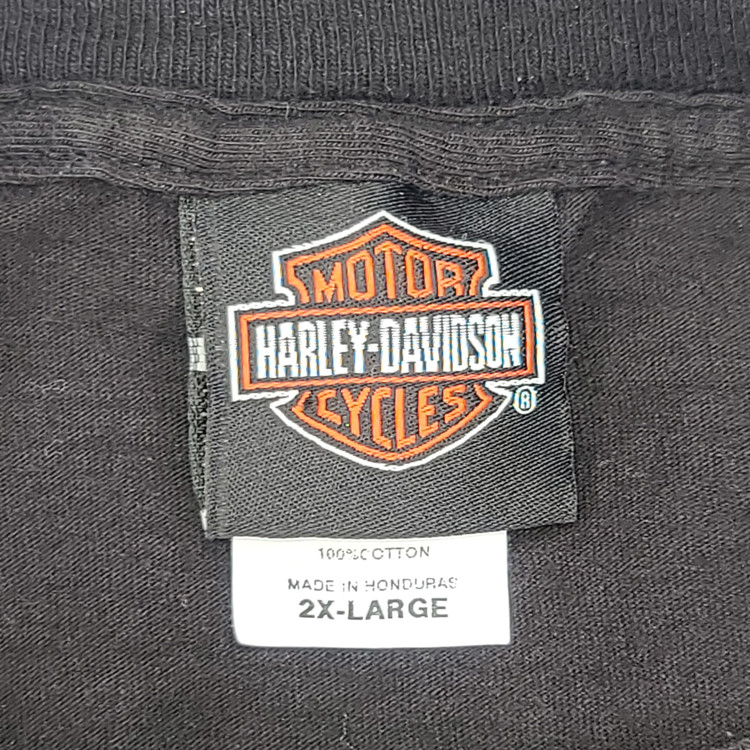 MOTOR
HARLEY-DAVIDSON
CYCLES
®
100% COTTON
MADE IN HONDURAS
2X-LARGE